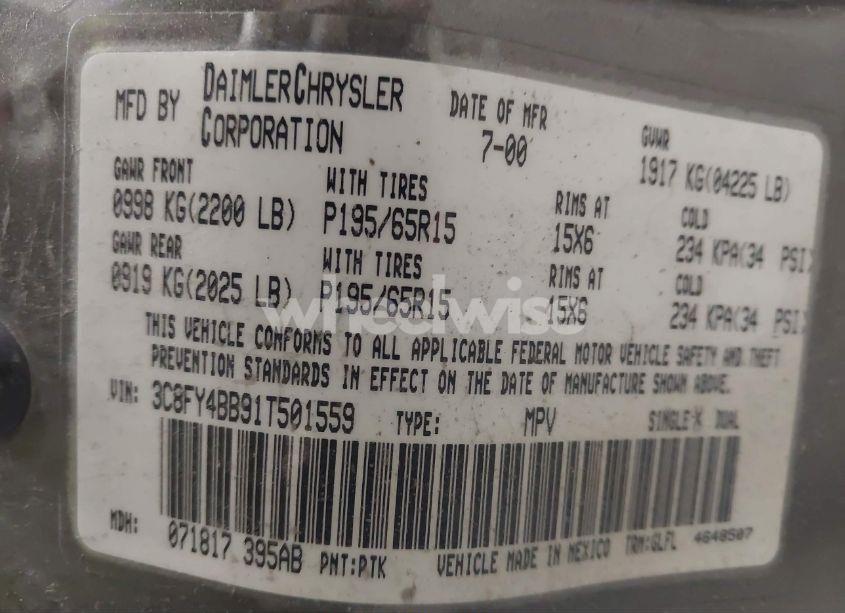 MFD BY DAIMLERCHRYSLER CORPORATION DATE OF MFR 7-00 GVWR 1917 KG(04225 LB)
GAWR FRONT WITH TIRES RIMS AT COLD
0998 KG(2200 LB) P195/65R15 15X6 234 KPA(34 PSI)
GAWR REAR WITH TIRES RIMS AT COLD
0919 KG(2025 LB) P195/65R15 15X6 234 KPA(34 PSI)
wheelwise
THIS VEHICLE CONFORMS TO ALL APPLICABLE FEDERAL MOTOR VEHICLE SAFETY AND THEFT
PREVENTION STANDARDS IN EFFECT ON THE DATE OF MANUFACTURE SHOWN ABOVE.
VIN: 3C8FY4BB91T501559 TYPE: MPV SINGLE-X DUAL
MDH: 071817 395AB PNT:PTK VEHICLE MADE IN MEXICO TRM:GLFL 4648507